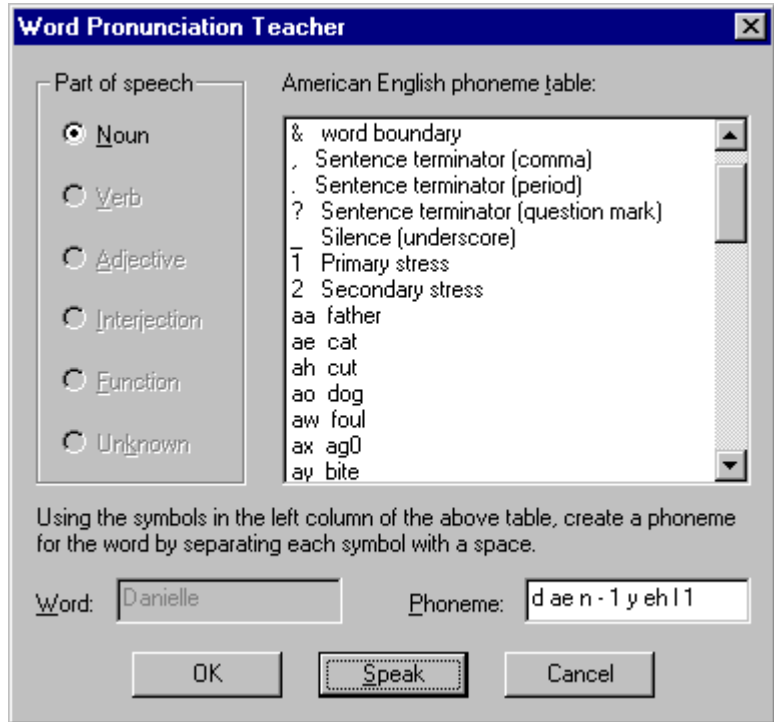 Word Pronunciation Teacher
Part of speech
Noun
Verb
Adjective
Interjection
Function
Unknown
American English phoneme table:
& word boundary
, Sentence terminator (comma)
. Sentence terminator (period)
? Sentence terminator (question mark)
_ Silence (underscore)
1 Primary stress
2 Secondary stress
aa father
ae cat
ah cut
ao dog
aw foul
ax ag0
ay bite
Using the symbols in the left column of the above table, create a phoneme
for the word by separating each symbol with a space.
Word: Danielle Phoneme: d ae n - 1 y eh l 1
OK Speak Cancel